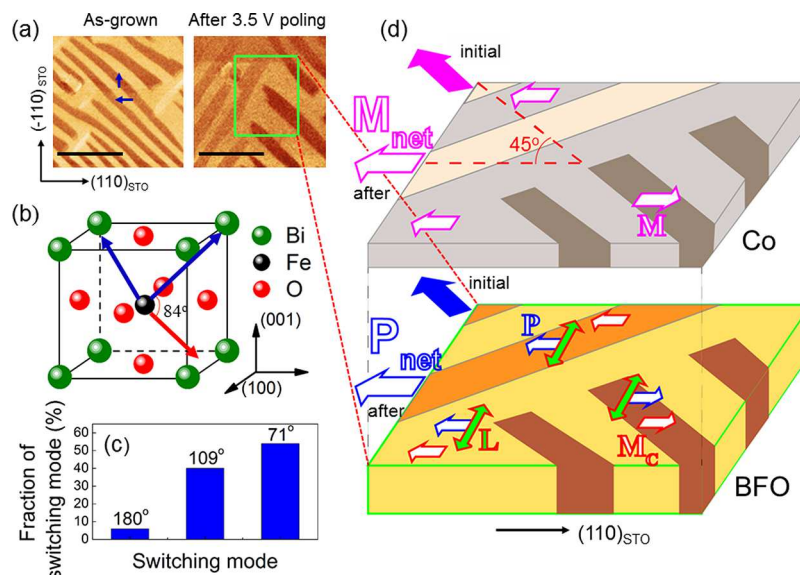 (a)
As-grown
After 3.5 V poling
(-110)STO
(110)STO
(b)
Bi
Fe
O
84°
(001)
(100)
(c)
Fraction of
switching mode (%)
60
50
40
30
20
10
0
180°
109°
71°
Switching mode
(d)
initial
Mnet
after
45°
M
Co
initial
Pnet
after
P
L
Mc
BFO
(110)STO